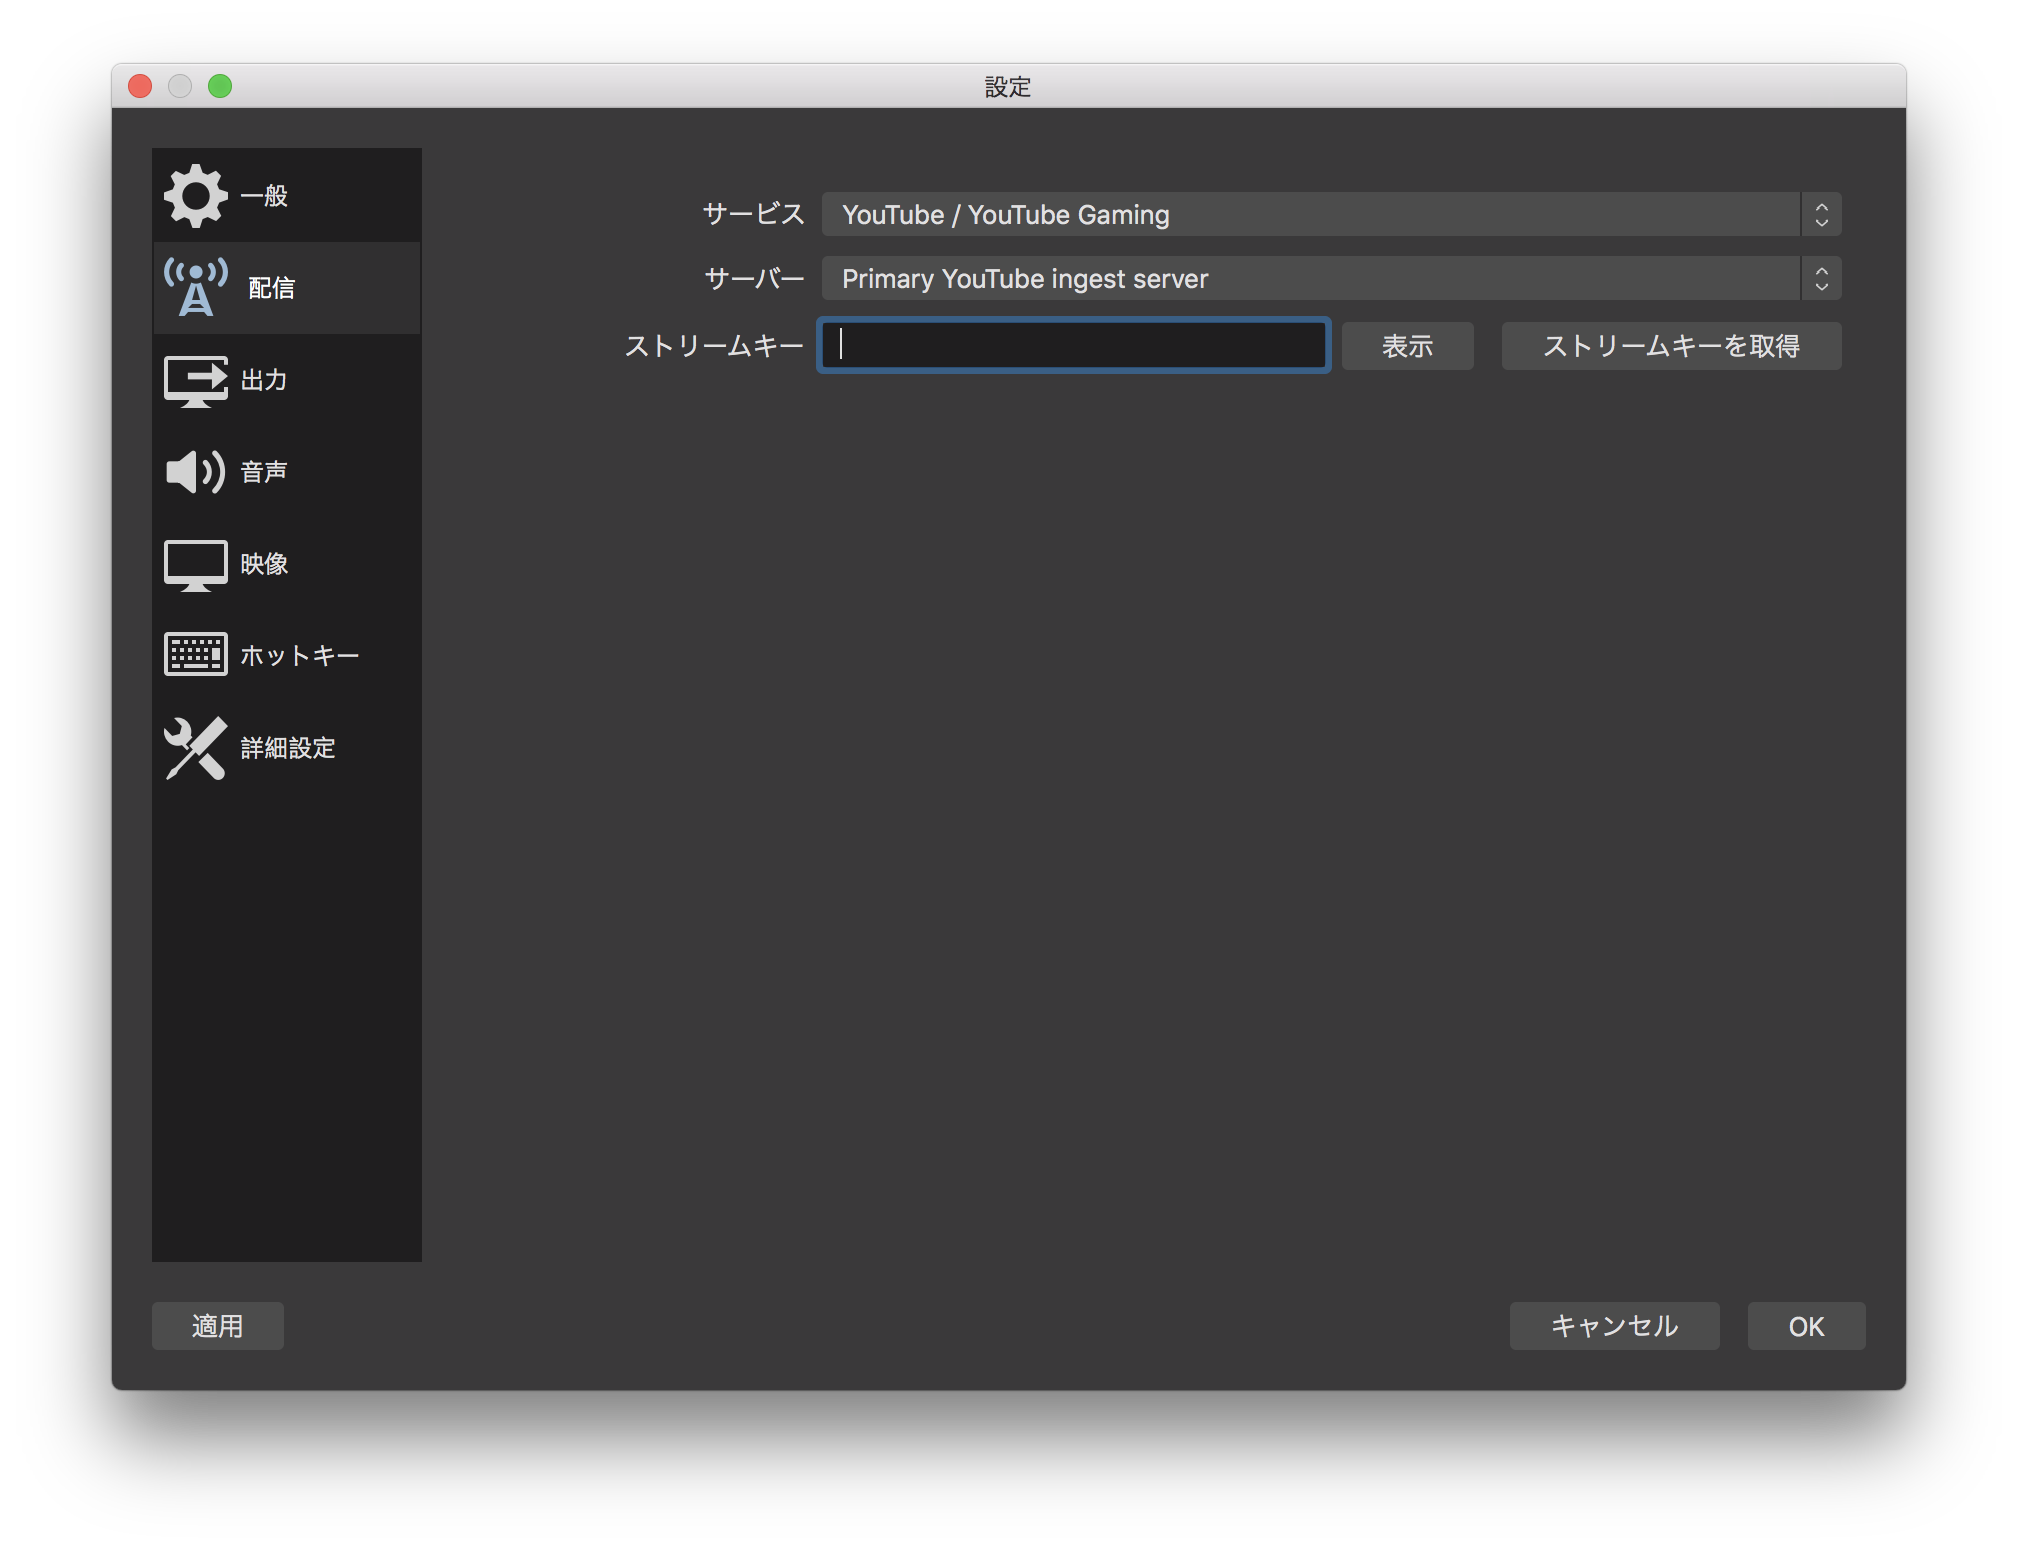 設定
一般
配信
出力
音声
映像
ホットキー
詳細設定
サービス YouTube / YouTube Gaming
サーバー Primary YouTube ingest server
ストリームキー 表示 ストリームキーを取得
適用 キャンセル OK